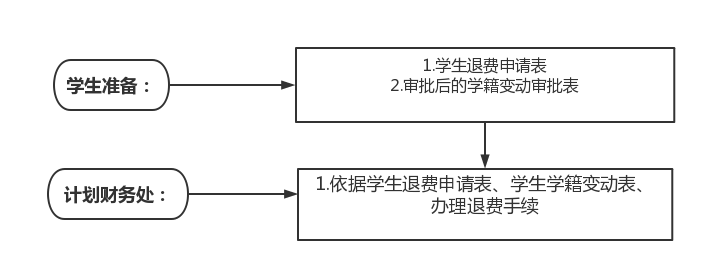 学生准备：
1.学生退费申请表
2.审批后的学籍变动审批表
计划财务处：
1.依据学生退费申请表、学生学籍变动表、
办理退费手续